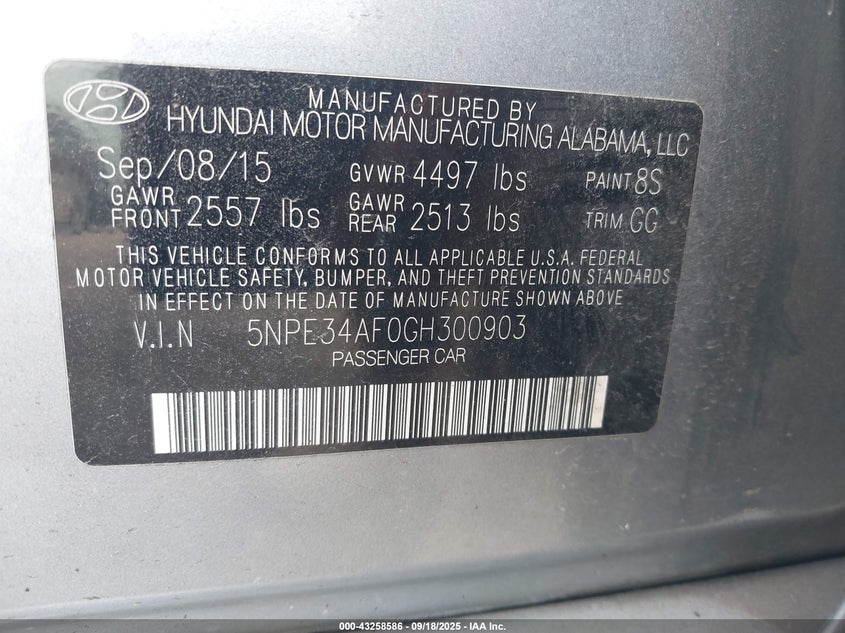 MANUFACTURED BY
HYUNDAI MOTOR MANUFACTURING ALABAMA, LLC
Sep/08/15 GVWR 4497 lbs PAINT 8S
GAWR FRONT 2557 lbs GAWR REAR 2513 lbs TRIM GG
THIS VEHICLE CONFORMS TO ALL APPLICABLE U.S.A. FEDERAL
MOTOR VEHICLE SAFETY, BUMPER, AND THEFT PREVENTION STANDARDS
IN EFFECT ON THE DATE OF MANUFACTURE SHOWN ABOVE
V.I.N 5NPE34AF0GH300903
PASSENGER CAR
000-43258586 - 09/18/2025 - IAA Inc.